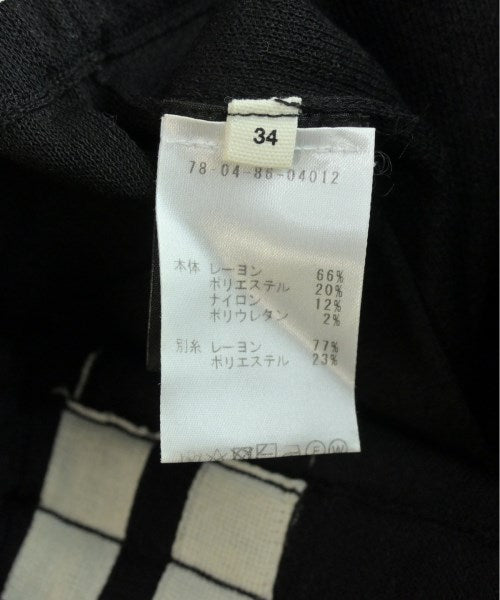 34
78-04-86-04012
本体 レーヨン 66%
ポリエステル 20%
ナイロン 12%
ポリウレタン 2%
別糸 レーヨン 77%
ポリエステル 23%
F W